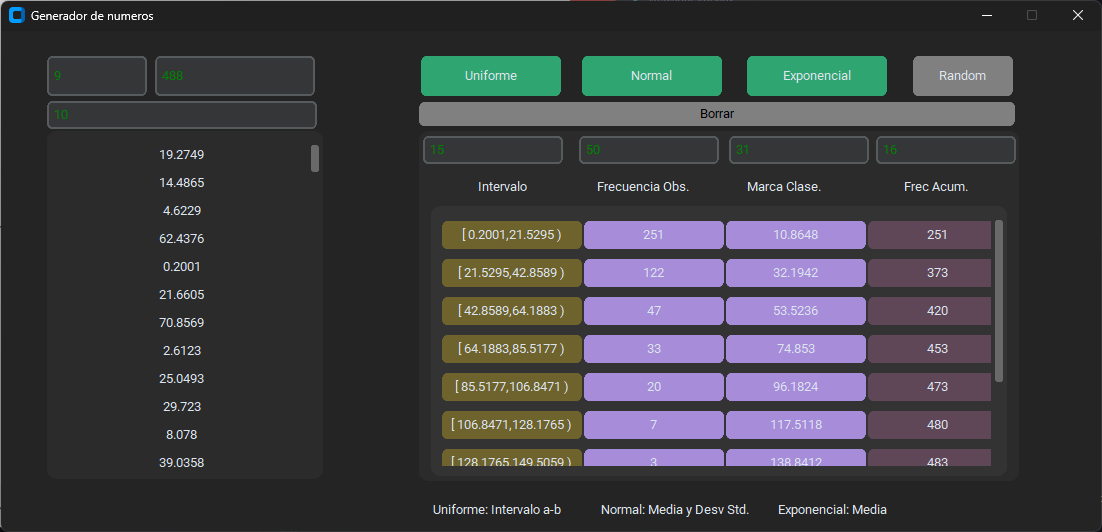 Generador de numeros
9 488
10
19.2749
14.4865
4.6229
62.4376
0.2001
21.6605
70.8569
2.6123
25.0493
29.723
8.078
39.0358
Uniforme Normal Exponencial Random
Borrar
15 50 31 16
Intervalo Frecuencia Obs. Marca Clase. Frec Acum.
[ 0.2001,21.5295 ) 251 10.8648 251
[ 21.5295,42.8589 ) 122 32.1942 373
[ 42.8589,64.1883 ) 47 53.5236 420
[ 64.1883,85.5177 ) 33 74.853 453
[ 85.5177,106.8471 ) 20 96.1824 473
[ 106.8471,128.1765 ) 7 117.5118 480
[ 128.1765,149.5059 ) 3 138.8412 483
Uniforme: Intervalo a-b Normal: Media y Desv Std. Exponencial: Media